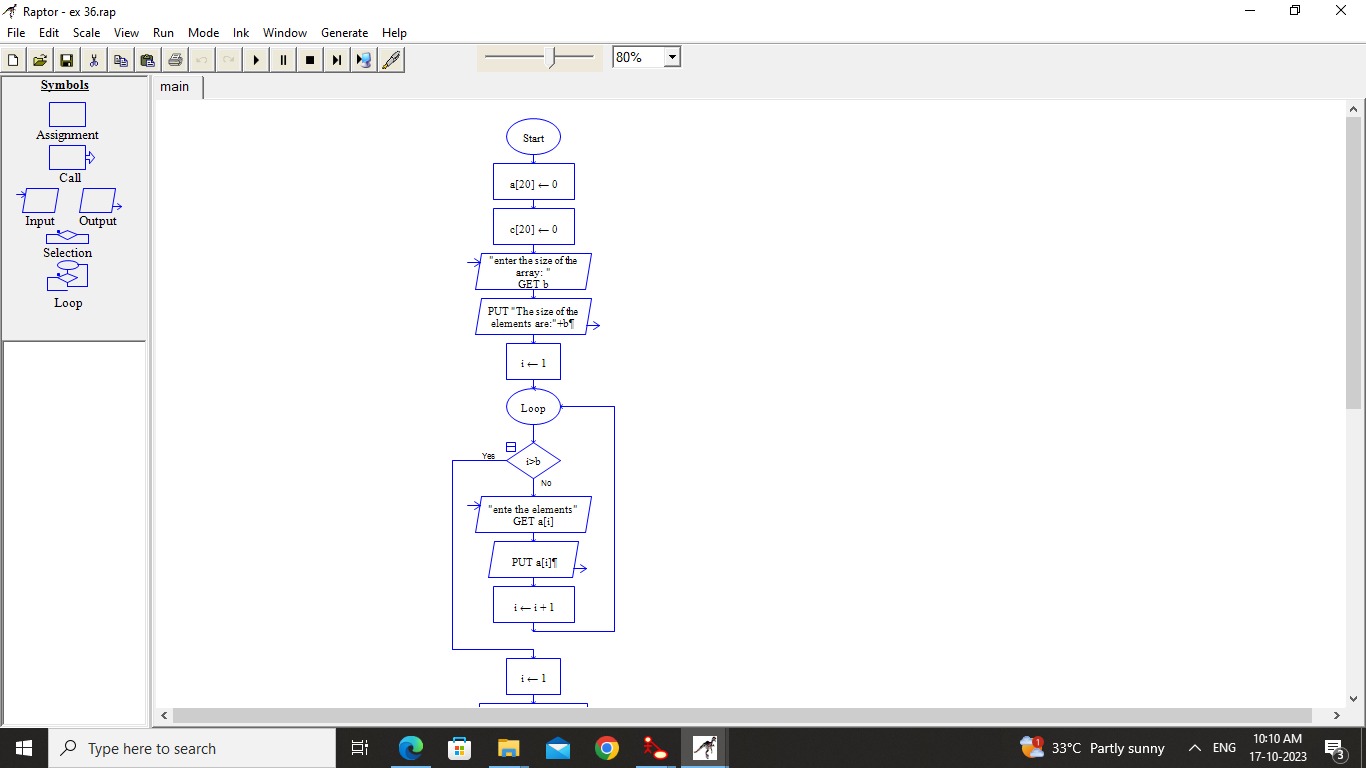 Raptor - ex 36.rap
File Edit Scale View Run Mode Ink Window Generate Help
80%
Symbols
Assignment
Call
Input Output
Selection
Loop
main
Start
a[20] ← 0
c[20] ← 0
"enter the size of the
array: "
GET b
PUT "The size of the
elements are:"+b¶
i ← 1
Loop
Yes
i>b
No
"ente the elements"
GET a[i]
PUT a[i]¶
i ← i + 1
i ← 1
Type here to search
1
33°C Partly sunny
ENG
10:10 AM
17-10-2023
3